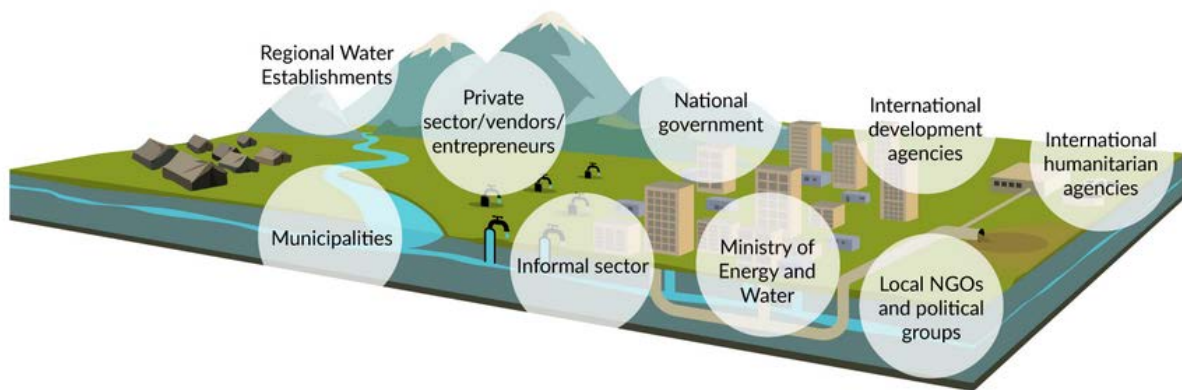 Regional Water
Establishments
Private
sector/vendors/
entrepreneurs
National
government
International
development
agencies
International
humanitarian
agencies
Municipalities
Informal sector
Ministry of
Energy and
Water
Local NGOs
and political
groups